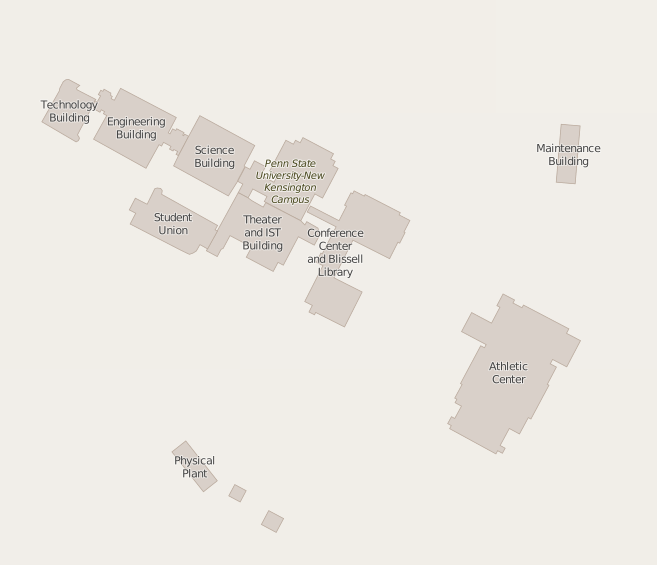 Technology
Building
Engineering
Building
Science
Building
Penn State
University-New
Kensington
Campus
Maintenance
Building
Student
Union
Theater
and IST
Building
Conference
Center
and Blissell
Library
Athletic
Center
Physical
Plant